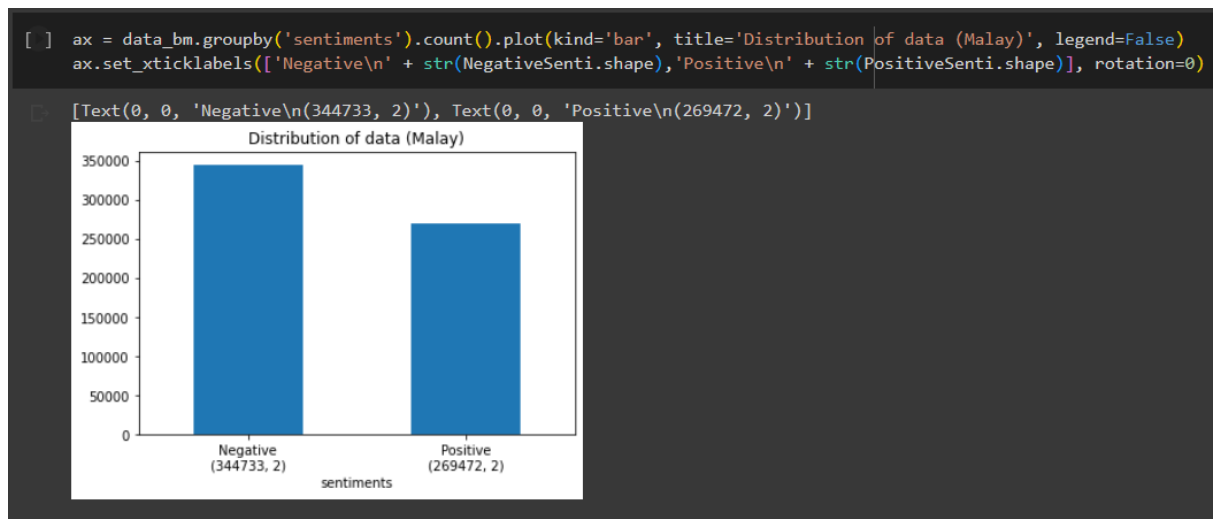 [ ] ax = data_bm.groupby('sentiments').count().plot(kind='bar', title='Distribution of data (Malay)', legend=False)
ax.set_xticklabels(['Negative\n' + str(NegativeSenti.shape),'Positive\n' + str(PositiveSenti.shape)], rotation=0)
[Text(0, 0, 'Negative\n(344733, 2)'), Text(0, 0, 'Positive\n(269472, 2)')]
Distribution of data (Malay)
350000
300000
250000
200000
150000
100000
50000
0
Negative Positive
(344733, 2) (269472, 2)
sentiments